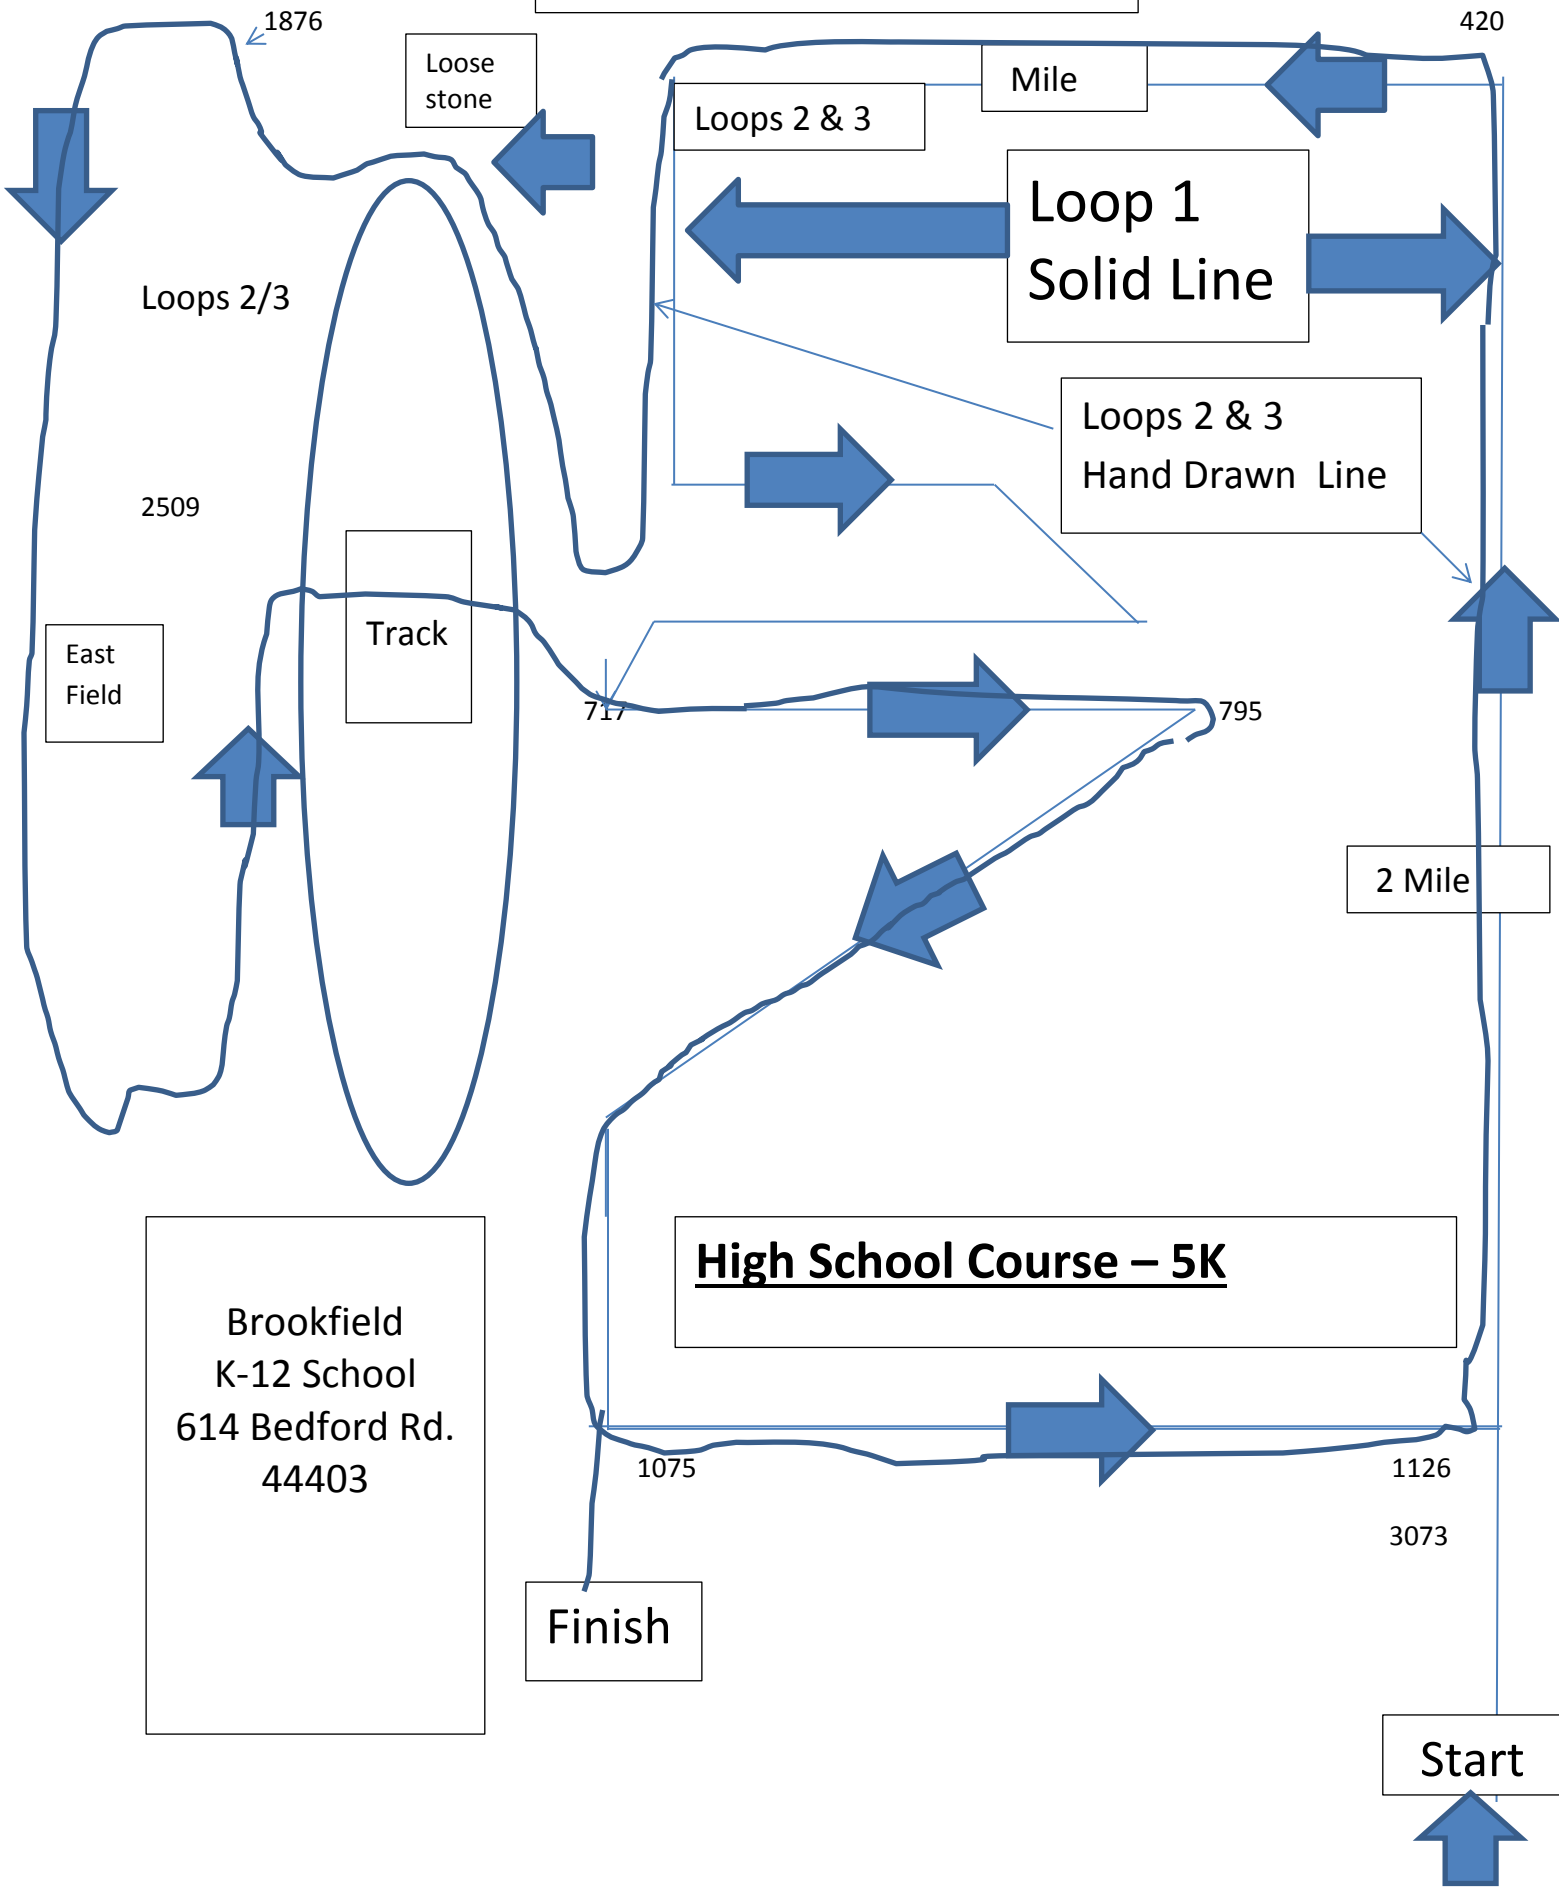 1876
420
Loose
stone
Mile
Loops 2 & 3
Loop 1
Solid Line
Loops 2/3
Loops 2 & 3
Hand Drawn Line
2509
Track
East
Field
717
795
2 Mile
High School Course – 5K
Brookfield
K-12 School
614 Bedford Rd.
44403
1075
1126
3073
Finish
Start